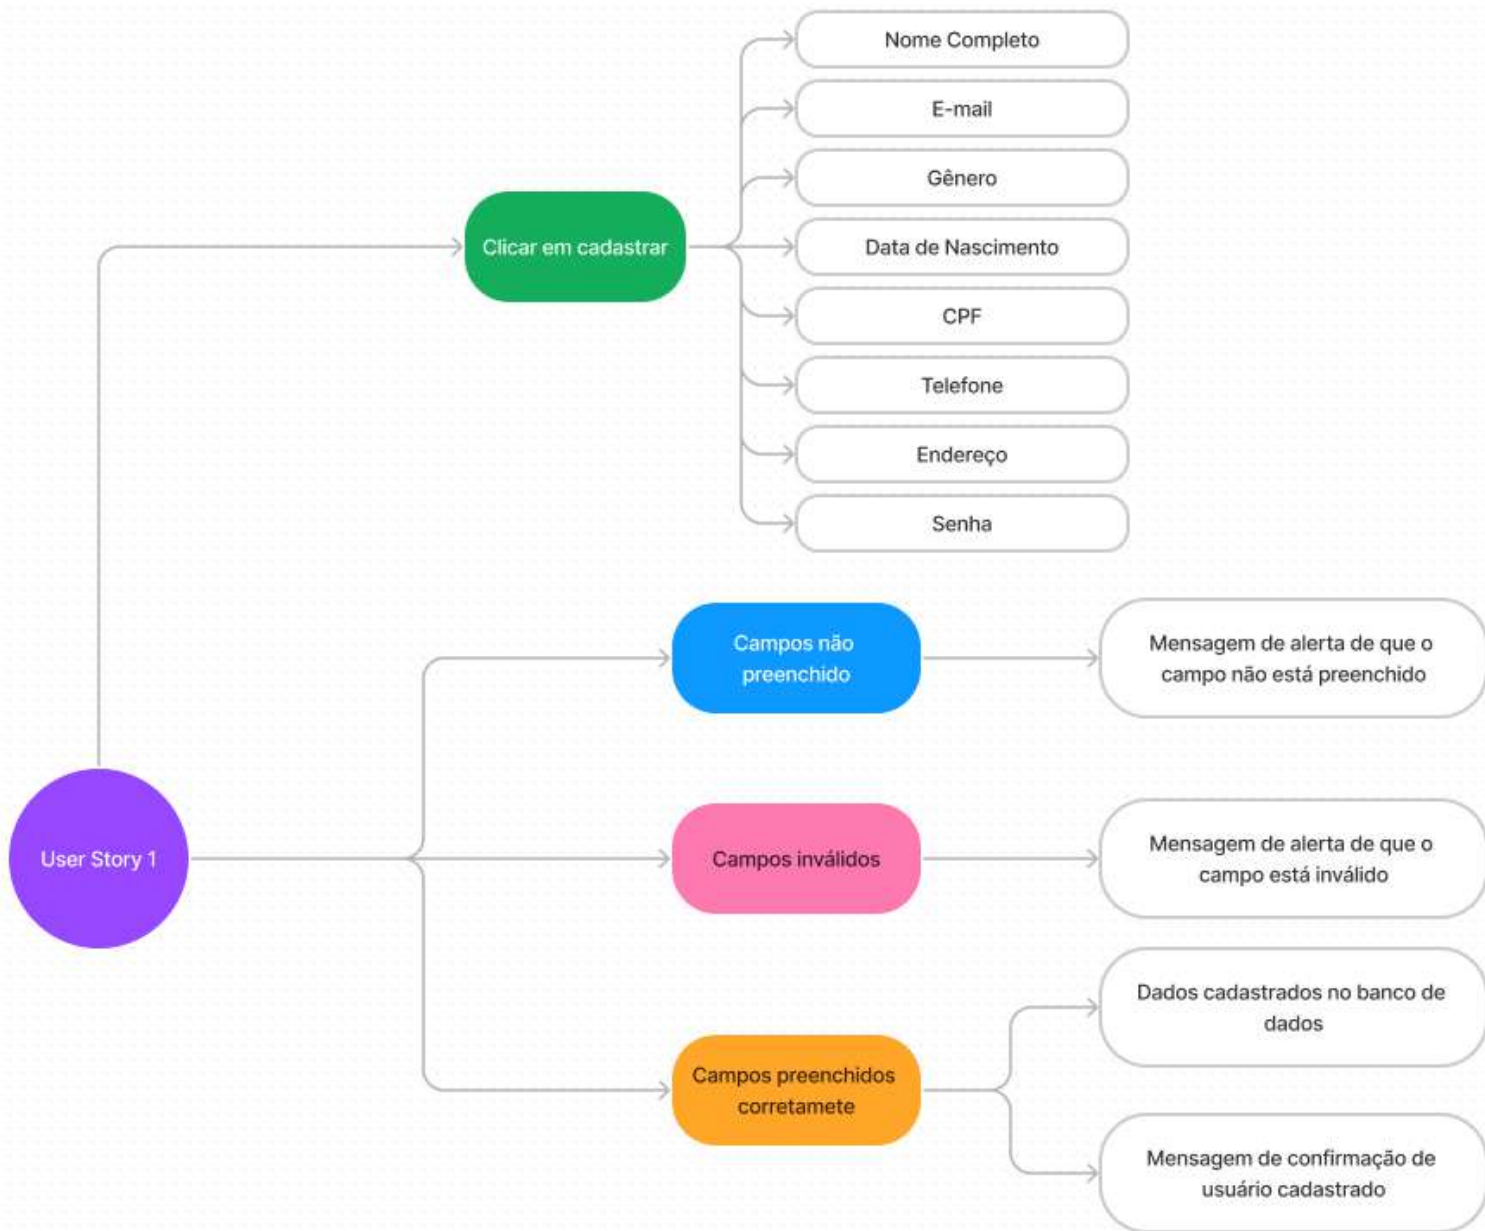 Nome Completo
E-mail
Gênero
Clicar em cadastrar
Data de Nascimento
CPF
Telefone
Endereço
Senha
Campos não
preenchido
Mensagem de alerta de que o
campo não está preenchido
User Story 1
Campos inválidos
Mensagem de alerta de que o
campo está inválido
Campos preenchidos
corretamete
Dados cadastrados no banco de
dados
Mensagem de confirmação de
usuário cadastrado